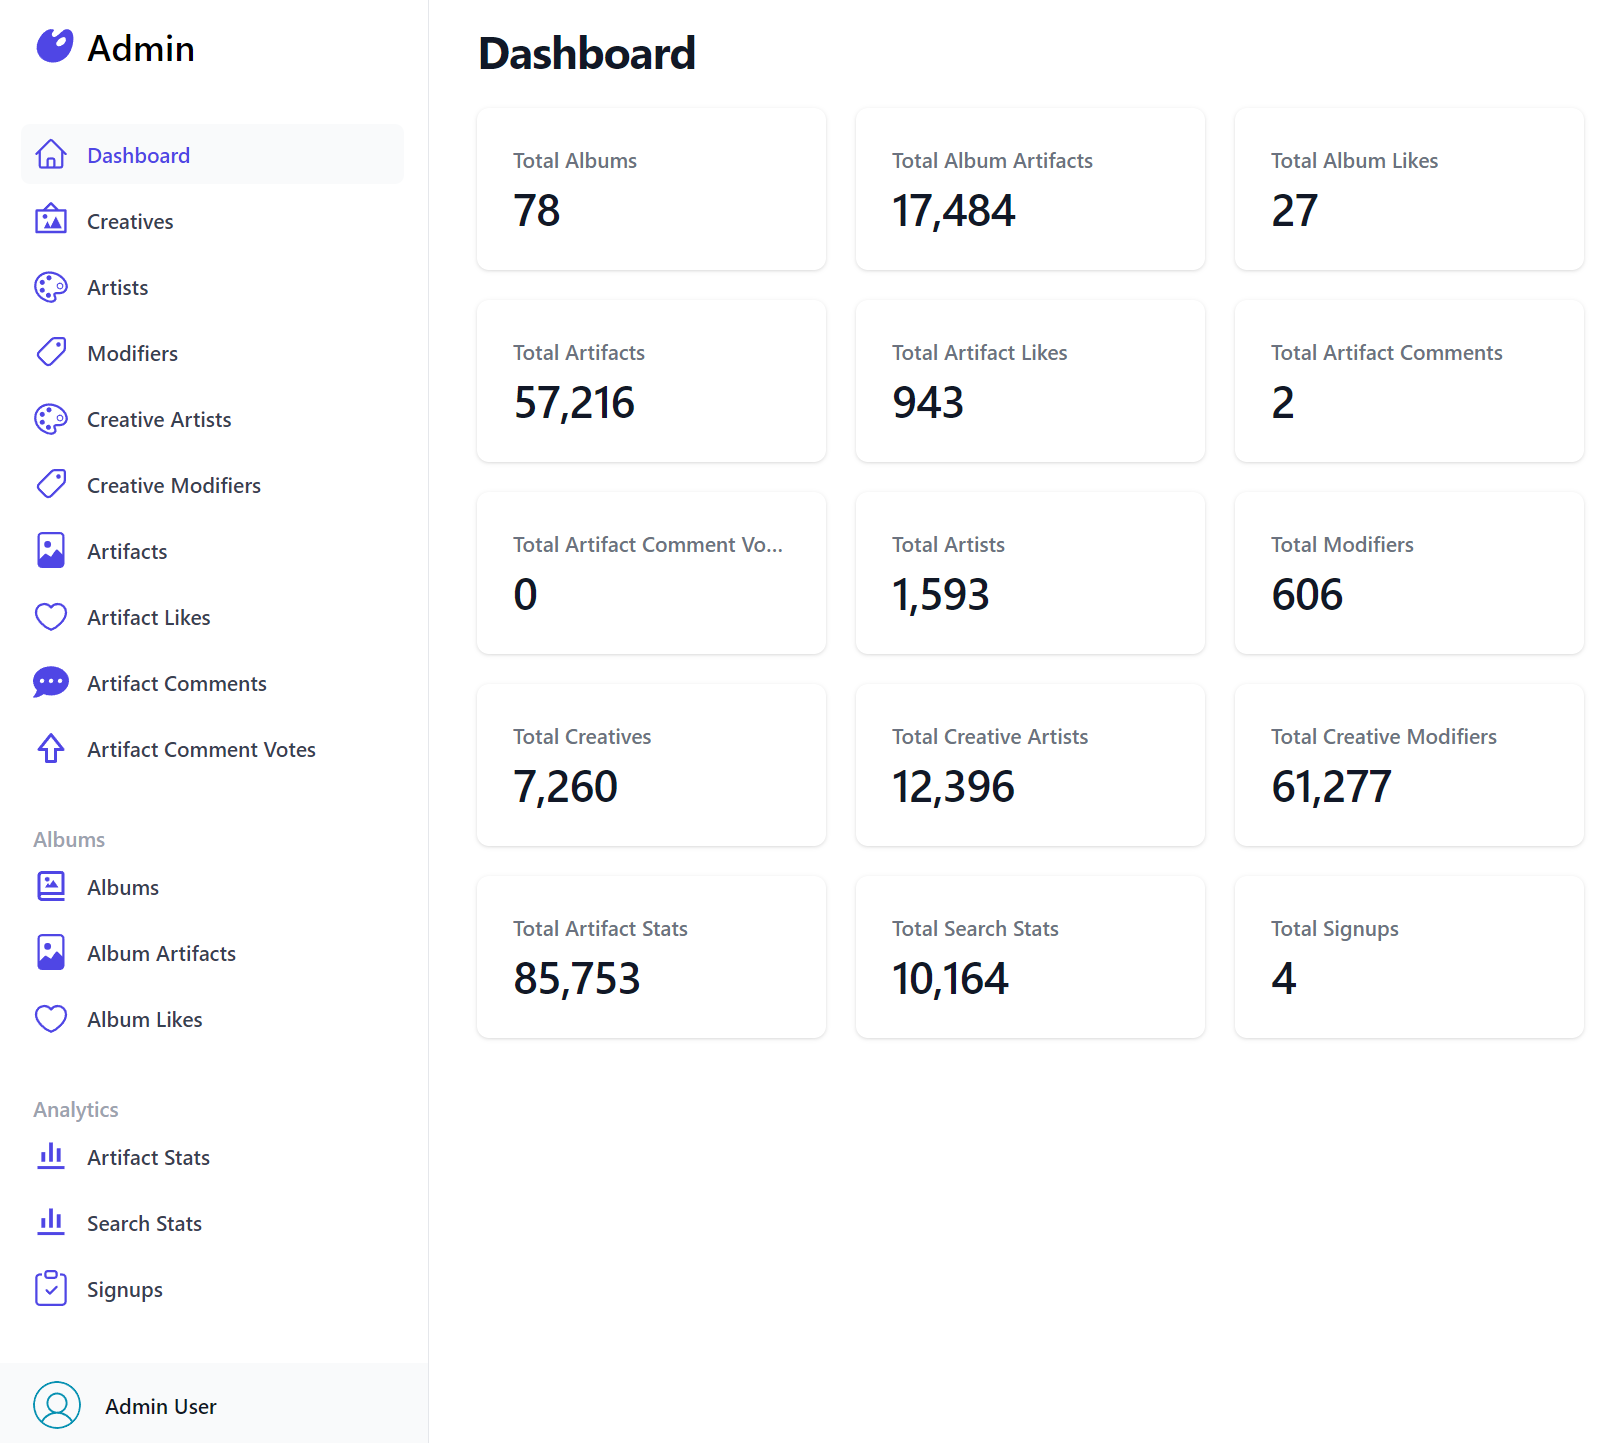 Admin
Dashboard
Creatives
Artists
Modifiers
Creative Artists
Creative Modifiers
Artifacts
Artifact Likes
Artifact Comments
Artifact Comment Votes
Albums
Albums
Album Artifacts
Album Likes
Analytics
Artifact Stats
Search Stats
Signups
Admin User
Dashboard
Total Albums
78
Total Album Artifacts
17,484
Total Album Likes
27
Total Artifacts
57,216
Total Artifact Likes
943
Total Artifact Comments
2
Total Artifact Comment Vo...
0
Total Artists
1,593
Total Modifiers
606
Total Creatives
7,260
Total Creative Artists
12,396
Total Creative Modifiers
61,277
Total Artifact Stats
85,753
Total Search Stats
10,164
Total Signups
4